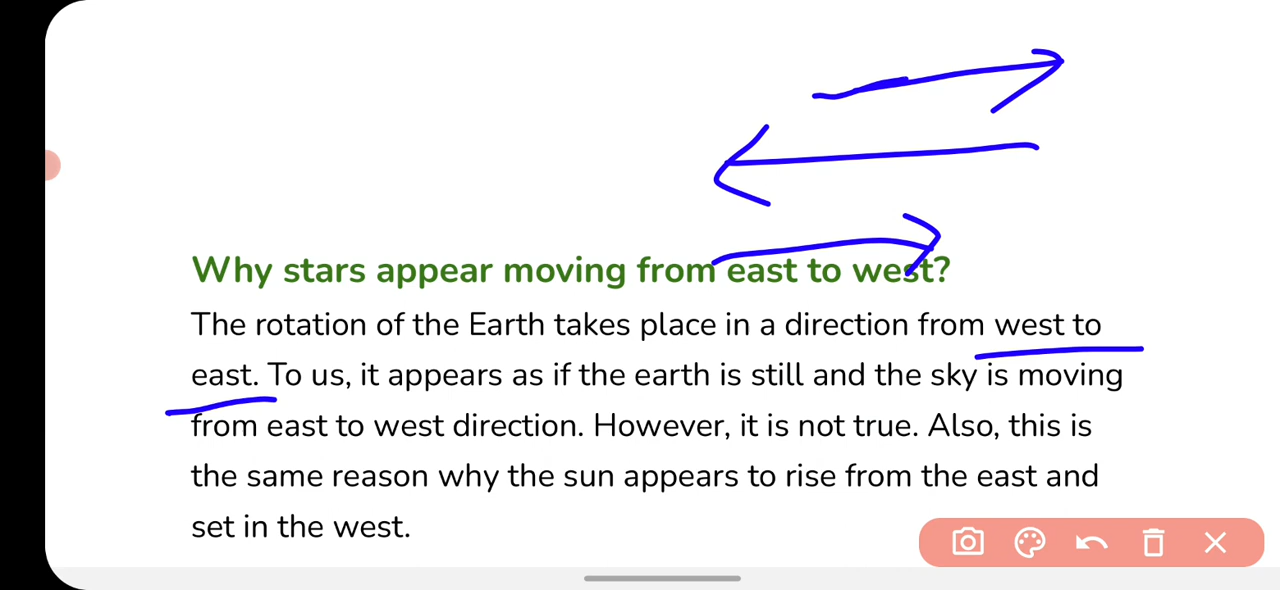 Why stars appear moving from east to west?
The rotation of the Earth takes place in a direction from west to
east. To us, it appears as if the earth is still and the sky is moving
from east to west direction. However, it is not true. Also, this is
the same reason why the sun appears to rise from the east and
set in the west.